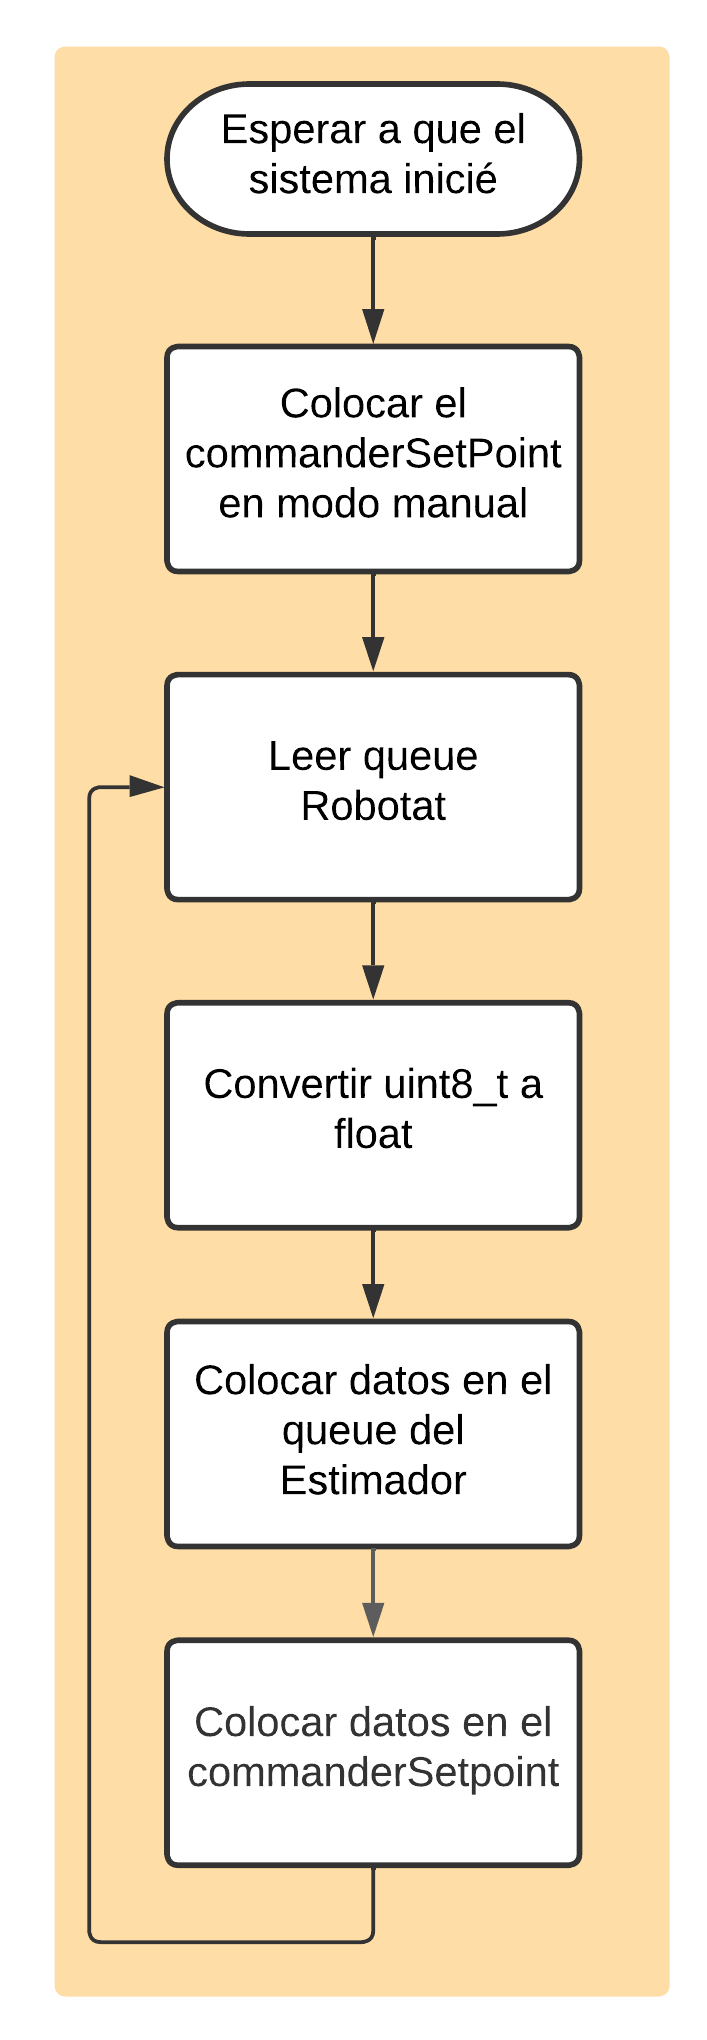 Esperar a que el
sistema inicié
Colocar el
commanderSetPoint
en modo manual
Leer queue
Robotat
Convertir uint8_t a
float
Colocar datos en el
queue del
Estimador
Colocar datos en el
commanderSetpoint